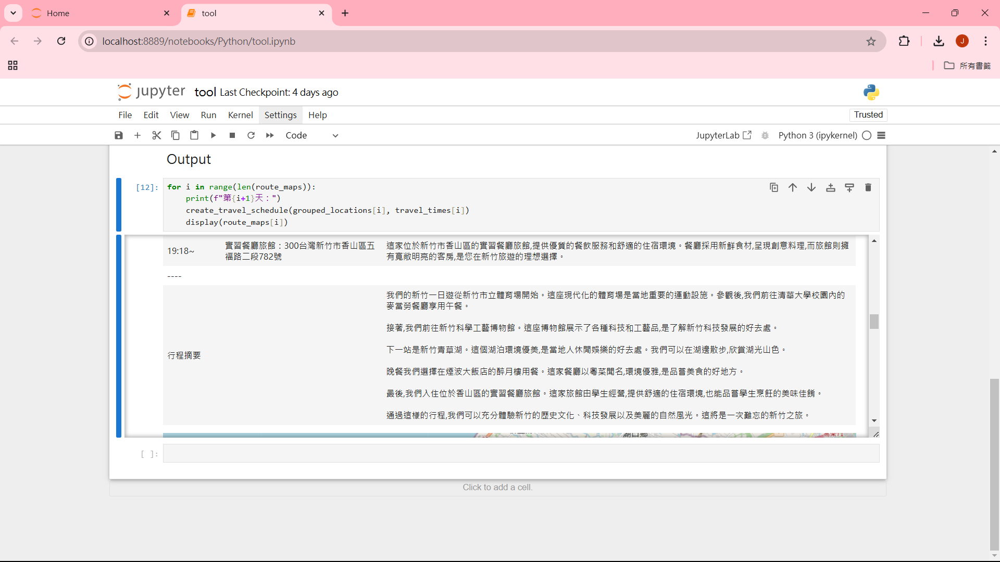 Home
tool
localhost:8889/notebooks/Python/tool.ipynb
J
所有書籤
jupyter tool Last Checkpoint: 4 days ago
File Edit View Run Kernel Settings Help
Trusted
Code
JupyterLab
Python 3 (ipykernel)
Output
[12]:
for i in range(len(route_maps)):
    print(f"第{i+1}天：")
    create_travel_schedule(grouped_locations[i], travel_times[i])
    display(route_maps[i])
19:18~
實習餐廳旅館：300台灣新竹市香山區五
福路二段782號
這家位於新竹市香山區的實習餐廳旅館,提供優質的餐飲服務和舒適的住宿環境。餐廳採用新鮮食材,呈現創意料理,而旅館則擁
有寬敞明亮的客房,是您在新竹旅遊的理想選擇。
----
行程摘要
我們的新竹一日遊從新竹市立體育場開始。這座現代化的體育場是當地重要的運動設施。參觀後,我們前往清華大學校園內的
麥當勞餐廳享用午餐。
接著,我們前往新竹科學工藝博物館。這座博物館展示了各種科技和工藝品,是了解新竹科技發展的好去處。
下一站是新竹青草湖。這個湖泊環境優美,是當地人休閒娛樂的好去處。我們可以在湖邊散步,欣賞湖光山色。
晚餐我們選擇在煙波大飯店的醉月樓用餐。這家餐廳以粵菜聞名,環境優雅,是品嘗美食的好地方。
最後,我們入住位於香山區的實習餐廳旅館。這家旅館由學生經營,提供舒適的住宿環境,也能品嘗學生烹飪的美味佳餚。
通過這樣的行程,我們可以充分體驗新竹的歷史文化、科技發展以及美麗的自然風光。這將是一次難忘的新竹之旅。
[ ]:
Click to add a cell.